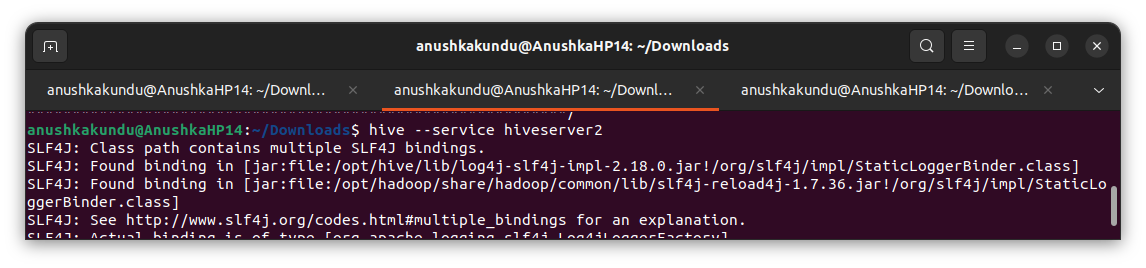 anushkakundu@AnushkaHP14: ~/Downloads
anushkakundu@AnushkaHP14: ~/Downl...
anushkakundu@AnushkaHP14: ~/Downl...
anushkakundu@AnushkaHP14: ~/Downlo...
anushkakundu@AnushkaHP14:~/Downloads$ hive --service hiveserver2
SLF4J: Class path contains multiple SLF4J bindings.
SLF4J: Found binding in [jar:file:/opt/hive/lib/log4j-slf4j-impl-2.18.0.jar!/org/slf4j/impl/StaticLoggerBinder.class]
SLF4J: Found binding in [jar:file:/opt/hadoop/share/hadoop/common/lib/slf4j-reload4j-1.7.36.jar!/org/slf4j/impl/StaticLo
ggerBinder.class]
SLF4J: See http://www.slf4j.org/codes.html#multiple_bindings for an explanation.
SLF4J: Actual binding is of type [org.apache.logging.slf4j.Log4jLoggerFactory]